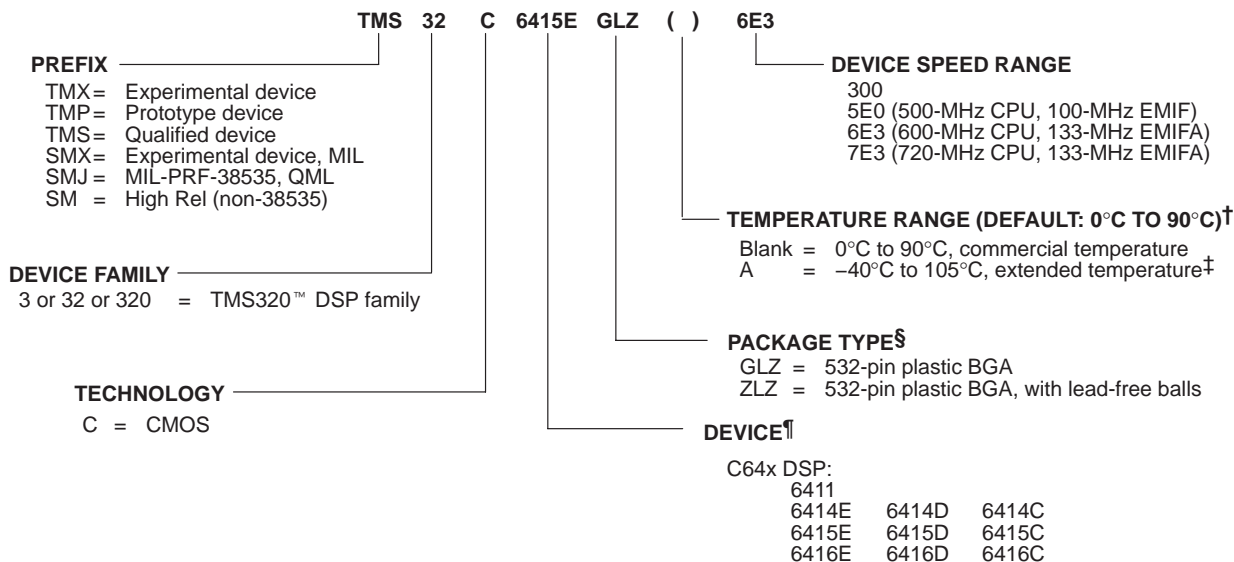 TMS 32 C 6415E GLZ ( ) 6E3
PREFIX
TMX = Experimental device
TMP = Prototype device
TMS = Qualified device
SMX = Experimental device, MIL
SMJ = MIL-PRF-38535, QML
SM = High Rel (non-38535)
DEVICE SPEED RANGE
300
5E0 (500-MHz CPU, 100-MHz EMIF)
6E3 (600-MHz CPU, 133-MHz EMIFA)
7E3 (720-MHz CPU, 133-MHz EMIFA)
TEMPERATURE RANGE (DEFAULT: 0°C TO 90°C)†
Blank = 0°C to 90°C, commercial temperature
A = −40°C to 105°C, extended temperature‡
DEVICE FAMILY
3 or 32 or 320 = TMS320™ DSP family
PACKAGE TYPE§
GLZ = 532-pin plastic BGA
ZLZ = 532-pin plastic BGA, with lead-free balls
TECHNOLOGY
C = CMOS
DEVICE¶
C64x DSP:
6411
6414E 6414D 6414C
6415E 6415D 6415C
6416E 6416D 6416C